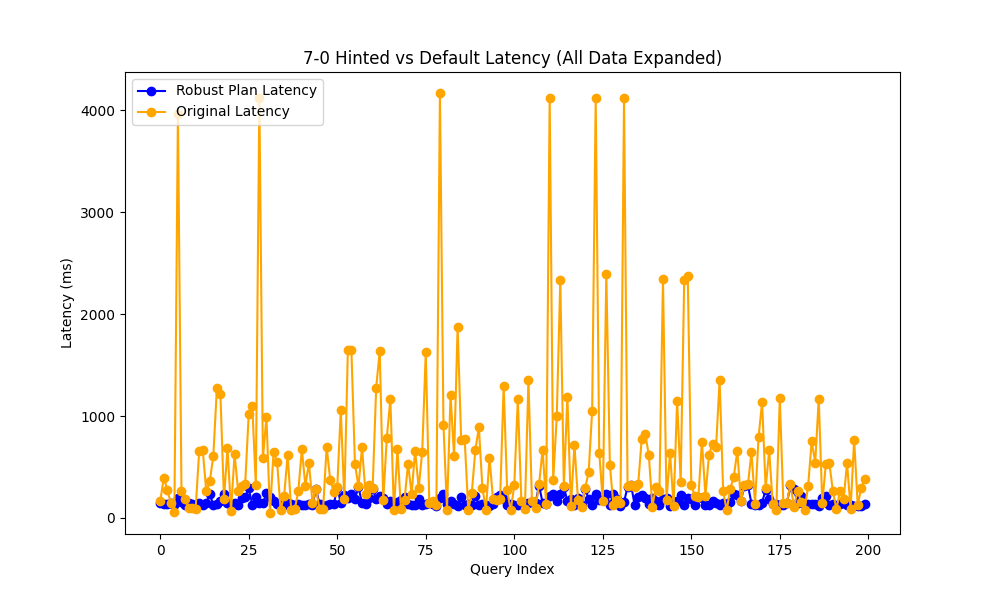 7-0 Hinted vs Default Latency (All Data Expanded)
Robust Plan Latency
Original Latency
Latency (ms)
4000
3000
2000
1000
0
0 25 50 75 100 125 150 175 200
Query Index